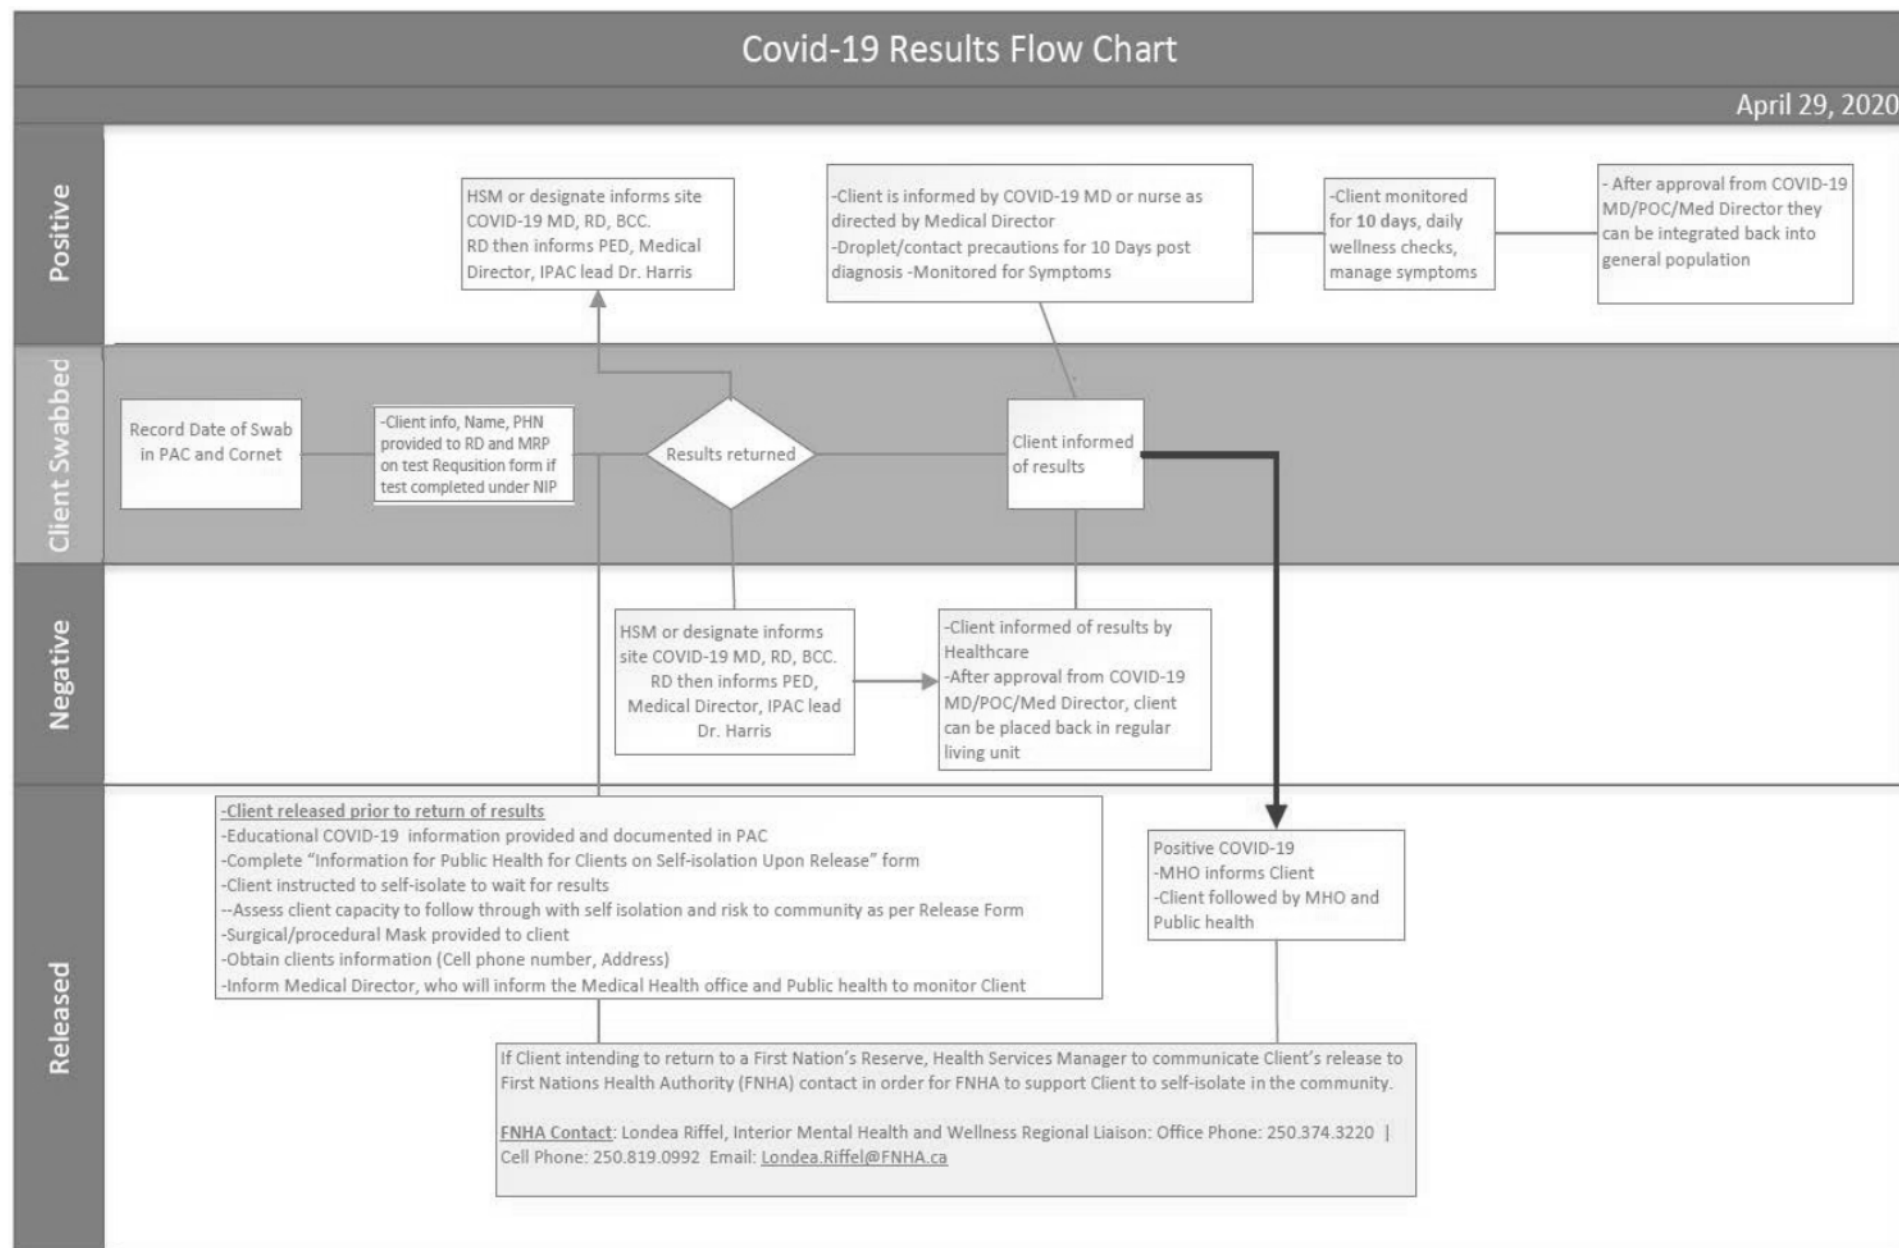 Covid-19 Results Flow Chart
April 29, 2020
Positive
HSM or designate informs site
COVID-19 MD, RD, BCC.
RD then informs PED, Medical
Director, IPAC lead Dr. Harris
-Client is informed by COVID-19 MD or nurse as
directed by Medical Director
-Droplet/contact precautions for 10 Days post
diagnosis -Monitored for Symptoms
-Client monitored
for 10 days, daily
wellness checks,
manage symptoms
- After approval from COVID-19
MD/POC/Med Director they
can be integrated back into
general population
Client Swabbed
Record Date of Swab
in PAC and Cornet
-Client info, Name, PHN
provided to RD and MRP
on test Requsition form if
test completed under NIP
Results returned
Client informed
of results
Negative
HSM or designate informs
site COVID-19 MD, RD, BCC.
RD then informs PED,
Medical Director, IPAC lead
Dr. Harris
-Client informed of results by
Healthcare
-After approval from COVID-19
MD/POC/Med Director, client
can be placed back in regular
living unit
Released
-Client released prior to return of results
-Educational COVID-19 information provided and documented in PAC
-Complete “Information for Public Health for Clients on Self-isolation Upon Release” form
-Client instructed to self-isolate to wait for results
--Assess client capacity to follow through with self isolation and risk to community as per Release Form
-Surgical/procedural Mask provided to client
-Obtain clients information (Cell phone number, Address)
-Inform Medical Director, who will inform the Medical Health office and Public health to monitor Client
Positive COVID-19
-MHO informs Client
-Client followed by MHO and
Public health
If Client intending to return to a First Nation’s Reserve, Health Services Manager to communicate Client’s release to
First Nations Health Authority (FNHA) contact in order for FNHA to support Client to self-isolate in the community.
FNHA Contact: Londea Riffel, Interior Mental Health and Wellness Regional Liaison: Office Phone: 250.374.3220 |
Cell Phone: 250.819.0992 Email: Londea.Riffel@FNHA.ca